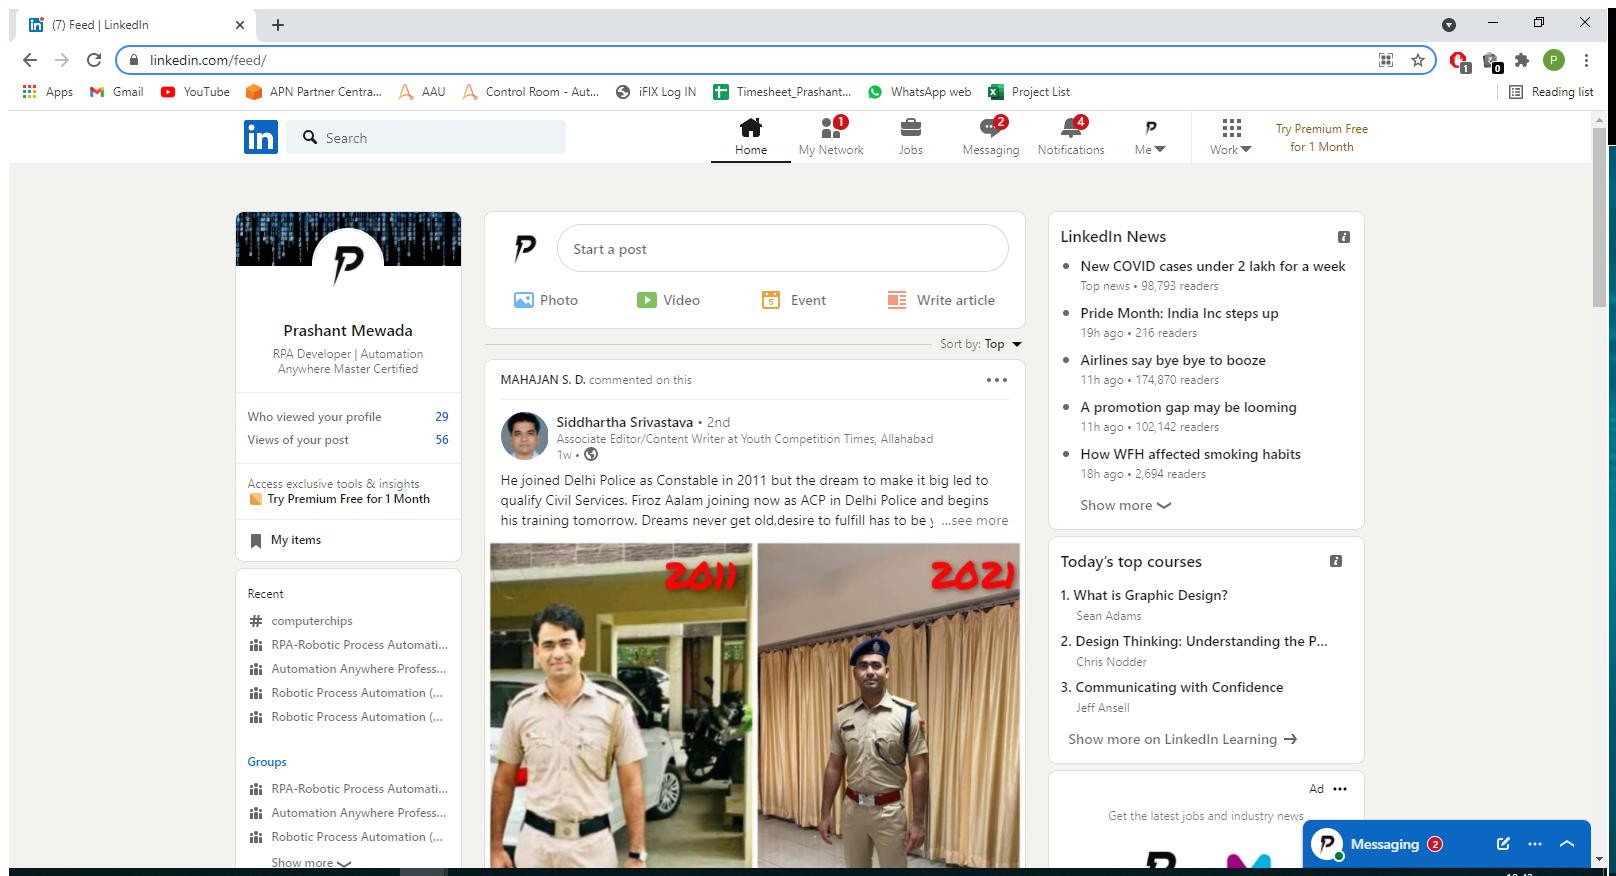 (7) Feed | LinkedIn
linkedin.com/feed/
1
0
P
Apps
Gmail
YouTube
APN Partner Centra...
AAU
Control Room - Aut...
iFIX Log IN
Timesheet_Prashant...
WhatsApp web
Project List
Reading list
in
Search
Home
1
My Network
Jobs
2
Messaging
4
Notifications
Me
Work
Try Premium Free
for 1 Month
Prashant Mewada
RPA Developer | Automation
Anywhere Master Certified
Who viewed your profile 29
Views of your post 56
Access exclusive tools & insights
Try Premium Free for 1 Month
My items
Recent
# computerchips
RPA-Robotic Process Automati...
Automation Anywhere Profess...
Robotic Process Automation (...
Robotic Process Automation (...
Groups
RPA-Robotic Process Automati...
Automation Anywhere Profess...
Robotic Process Automation (...
Show more
Start a post
Photo
Video
5
Event
Write article
Sort by: Top
MAHAJAN S. D. commented on this
Siddhartha Srivastava • 2nd
Associate Editor/Content Writer at Youth Competition Times, Allahabad
1w •
He joined Delhi Police as Constable in 2011 but the dream to make it big led to
qualify Civil Services. Firoz Aalam joining now as ACP in Delhi Police and begins
his training tomorrow. Dreams never get old,desire to fulfill has to be ...see more
2011
2021
LinkedIn News
• New COVID cases under 2 lakh for a week
Top news • 98,793 readers
• Pride Month: India Inc steps up
19h ago • 216 readers
• Airlines say bye bye to booze
11h ago • 174,870 readers
• A promotion gap may be looming
11h ago • 102,142 readers
• How WFH affected smoking habits
18h ago • 2,694 readers
Show more
Today's top courses
1. What is Graphic Design?
Sean Adams
2. Design Thinking: Understanding the P...
Chris Nodder
3. Communicating with Confidence
Jeff Ansell
Show more on LinkedIn Learning →
Ad •••
Get the latest jobs and industry news
Messaging 2